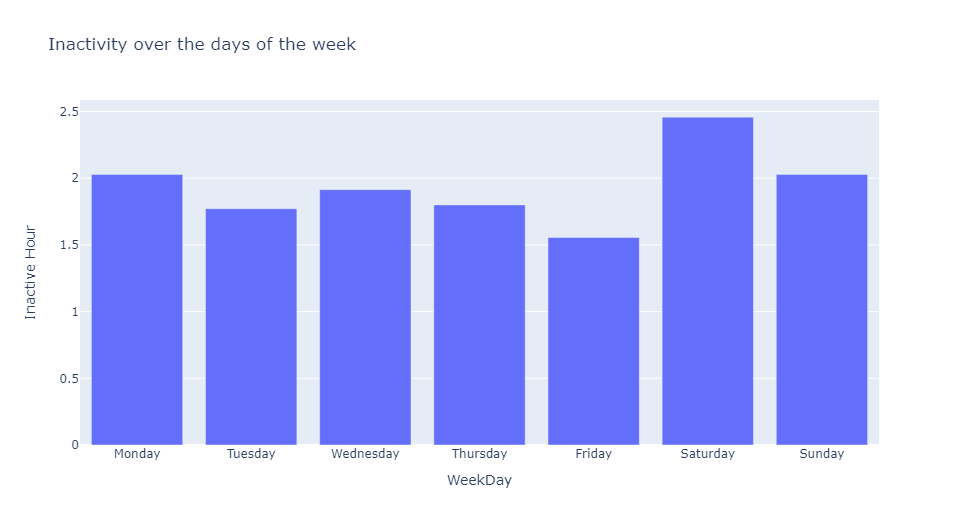 Inactivity over the days of the week
2.5
2
1.5
1
0.5
0
Inactive Hour
Monday Tuesday Wednesday Thursday Friday Saturday Sunday
WeekDay